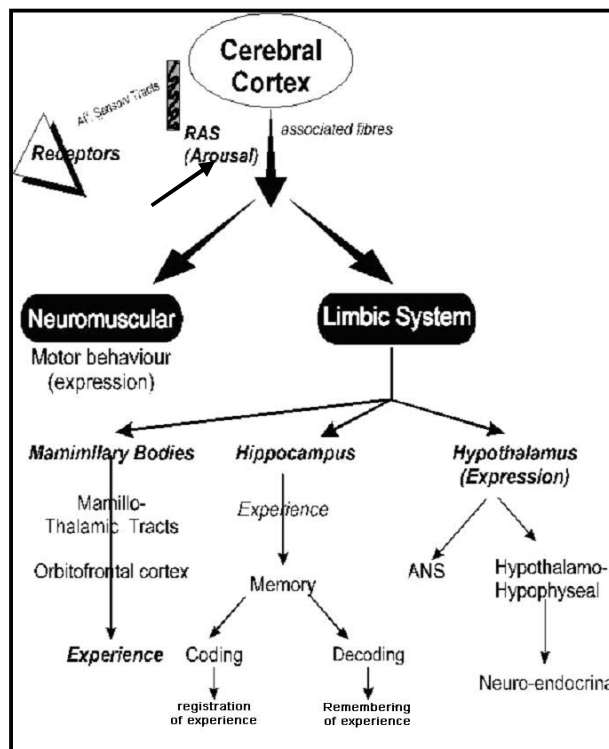 Cerebral
Cortex
Aff. Sensory Tracts
Receptors
RAS
(Arousal)
associated fibres
Neuromuscular
Limbic System
Motor behaviour
(expression)
Mamimilary Bodies
Hippocampus
Hypothalamus
(Expression)
Mamillo-
Thalamic Tracts
Experience
Orbitofrontal cortex
ANS
Hypothalamo-
Hypophyseal
Memory
Experience
Coding
Decoding
Neuro-endocrina
registration
of experience
Remembering
of experience